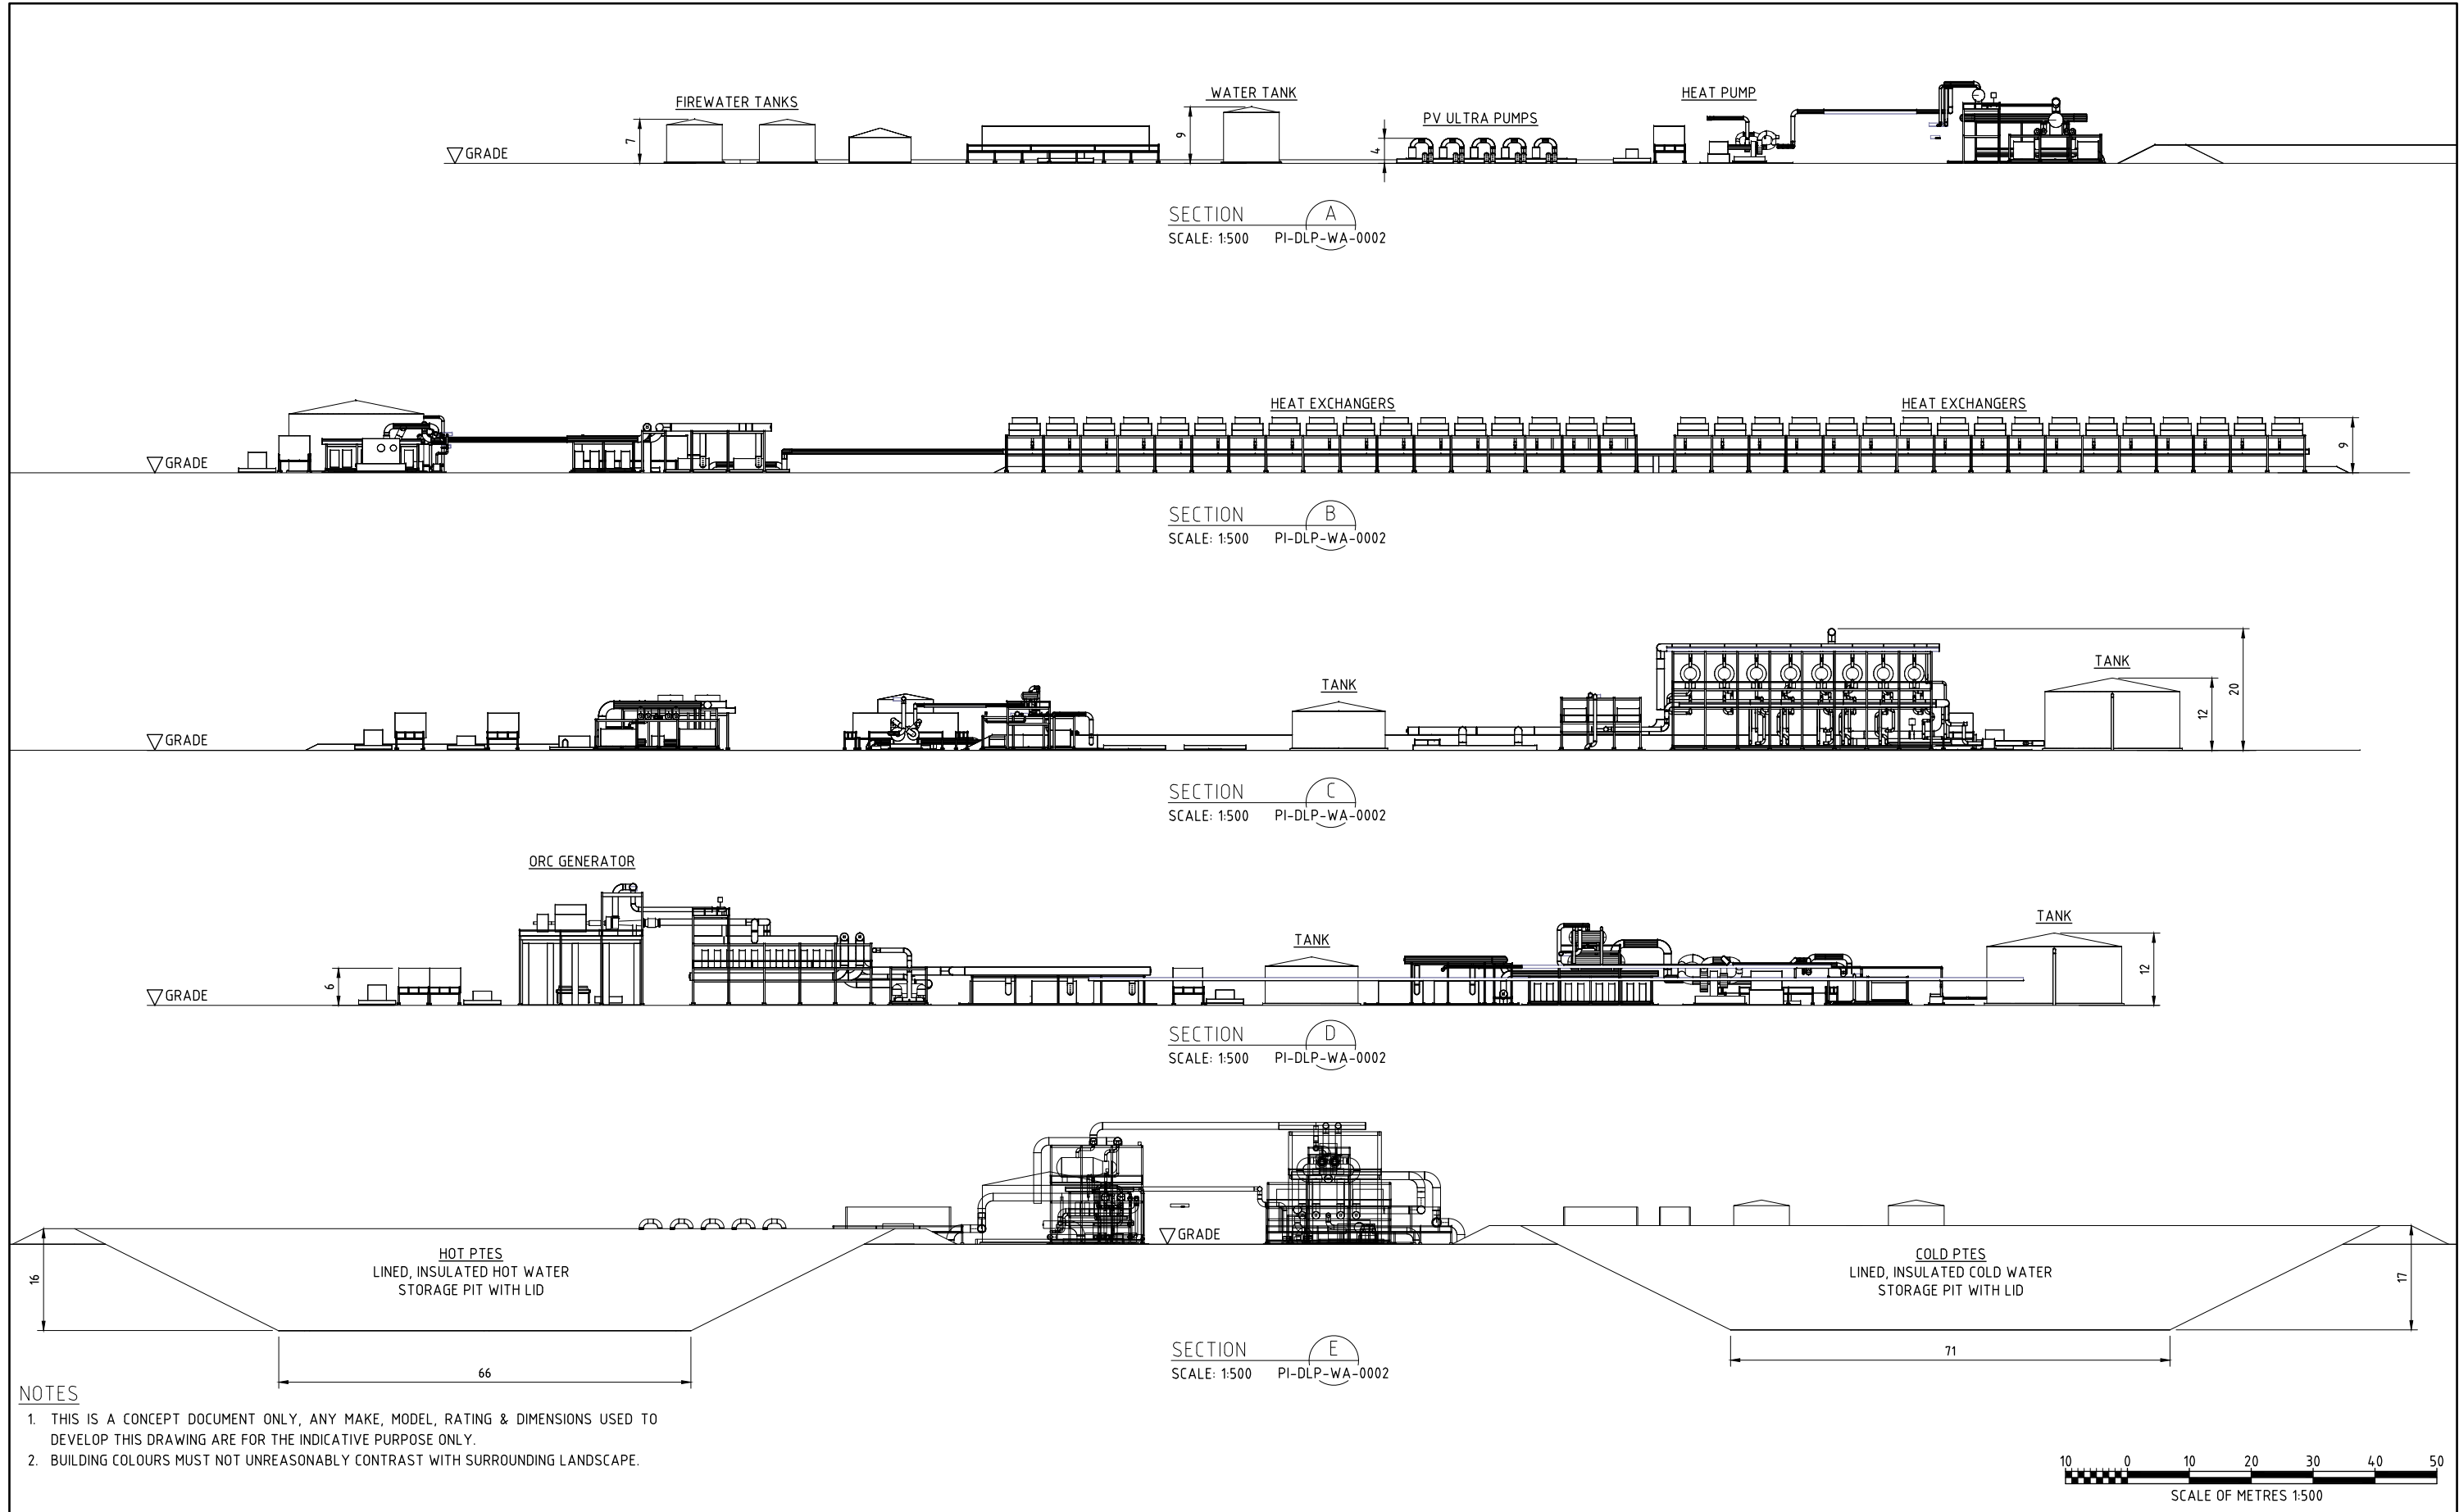 FIREWATER TANKS
WATER TANK
PV ULTRA PUMPS
HEAT PUMP
GRADE
7
9
4
SECTION A
SCALE: 1:500 PI-DLP-WA-0002
HEAT EXCHANGERS
HEAT EXCHANGERS
GRADE
9
SECTION B
SCALE: 1:500 PI-DLP-WA-0002
TANK
TANK
GRADE
12
20
SECTION C
SCALE: 1:500 PI-DLP-WA-0002
ORC GENERATOR
TANK
TANK
GRADE
6
12
SECTION D
SCALE: 1:500 PI-DLP-WA-0002
GRADE
HOT PTES
LINED, INSULATED HOT WATER
STORAGE PIT WITH LID
16
66
COLD PTES
LINED, INSULATED COLD WATER
STORAGE PIT WITH LID
17
71
SECTION E
SCALE: 1:500 PI-DLP-WA-0002
NOTES
1. THIS IS A CONCEPT DOCUMENT ONLY, ANY MAKE, MODEL, RATING & DIMENSIONS USED TO
DEVELOP THIS DRAWING ARE FOR THE INDICATIVE PURPOSE ONLY.
2. BUILDING COLOURS MUST NOT UNREASONABLY CONTRAST WITH SURROUNDING LANDSCAPE.
10 0 10 20 30 40 50
SCALE OF METRES 1:500